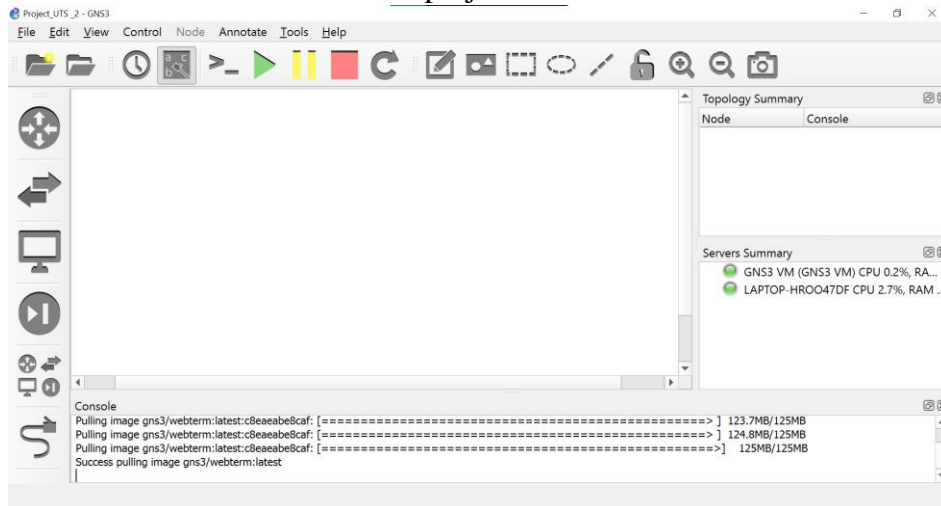 Project_UTS _2 - GNS3
File Edit View Control Node Annotate Tools Help
Topology Summary
Node Console
Servers Summary
GNS3 VM (GNS3 VM) CPU 0.2%, RA...
LAPTOP-HROO47DF CPU 2.7%, RAM ..
Console
Pulling image gns3/webterm:latest:c8eaeabe8caf: [==================================================> ] 123.7MB/125MB
Pulling image gns3/webterm:latest:c8eaeabe8caf: [==================================================> ] 124.8MB/125MB
Pulling image gns3/webterm:latest:c8eaeabe8caf: [==================================================>] 125MB/125MB
Success pulling image gns3/webterm:latest